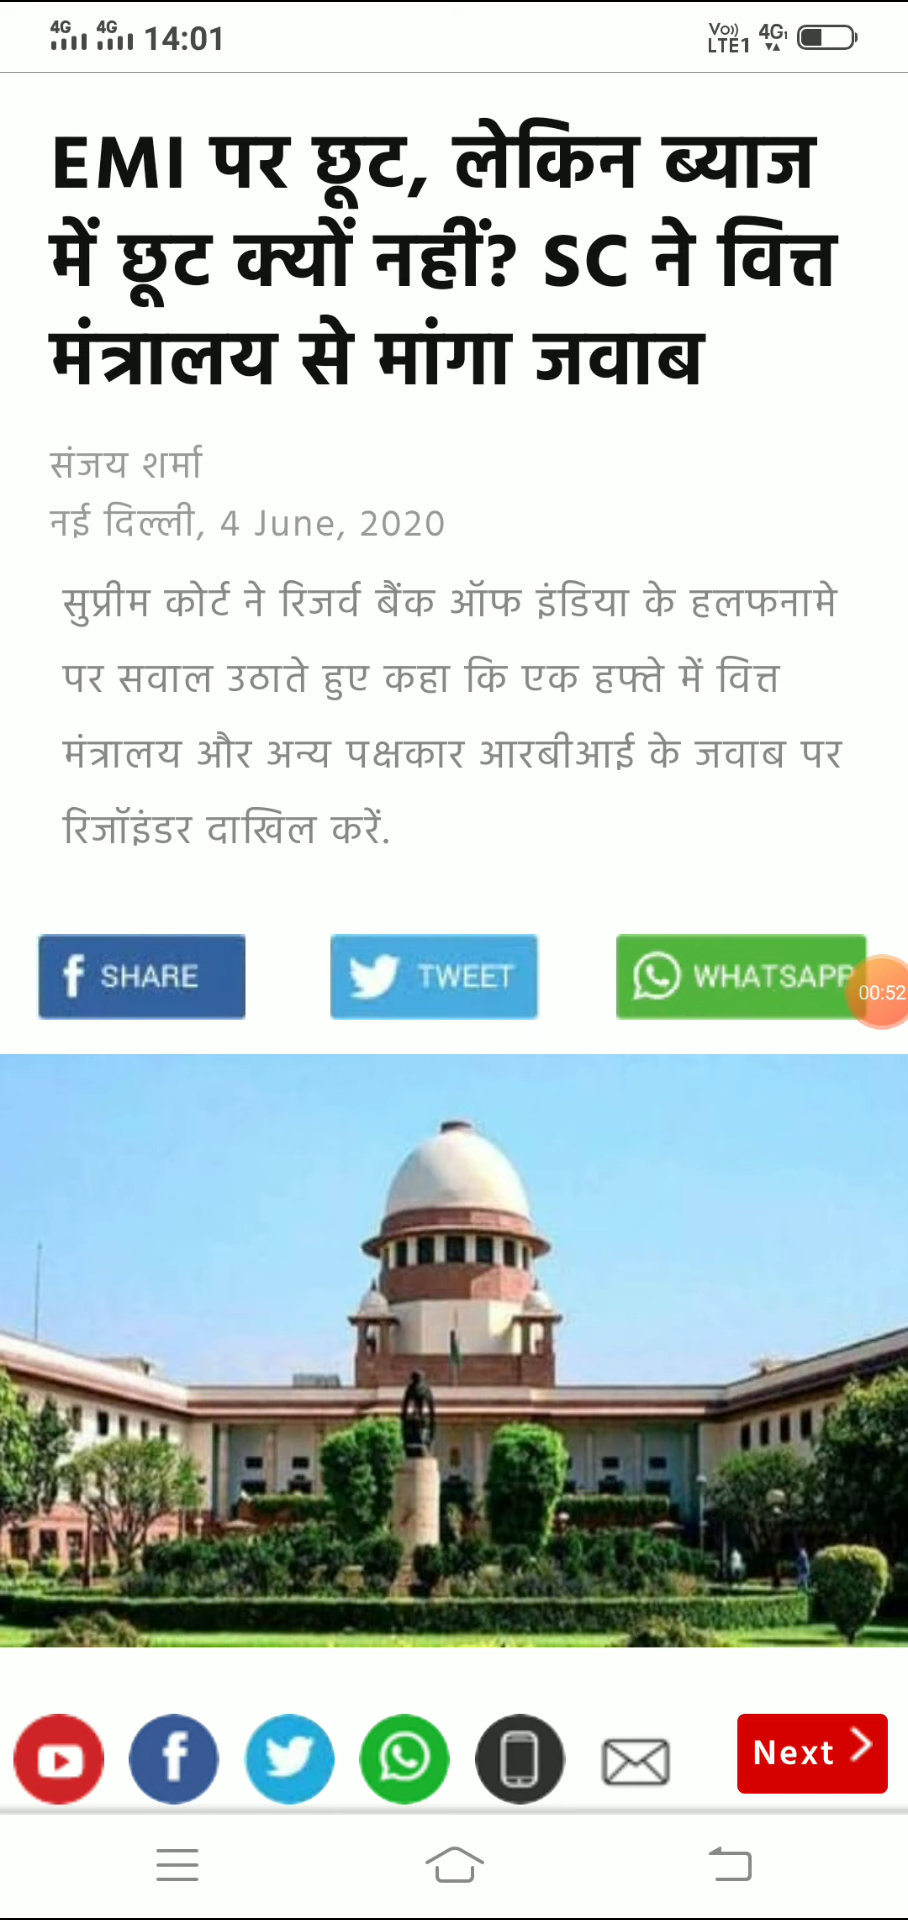 4G 4G 14:01 Vo)) LTE1 4G1
EMI पर छूट, लेकिन ब्याज
में छूट क्यों नहीं? SC ने वित्त
मंत्रालय से मांगा जवाब
संजय शर्मा
नई दिल्ली, 4 June, 2020
सुप्रीम कोर्ट ने रिजर्व बैंक ऑफ इंडिया के हलफनामे
पर सवाल उठाते हुए कहा कि एक हफ्ते में वित्त
मंत्रालय और अन्य पक्षकार आरबीआई के जवाब पर
रिजॉइंडर दाखिल करें.
f SHARE TWEET WHATSAPP 00:52
f Next